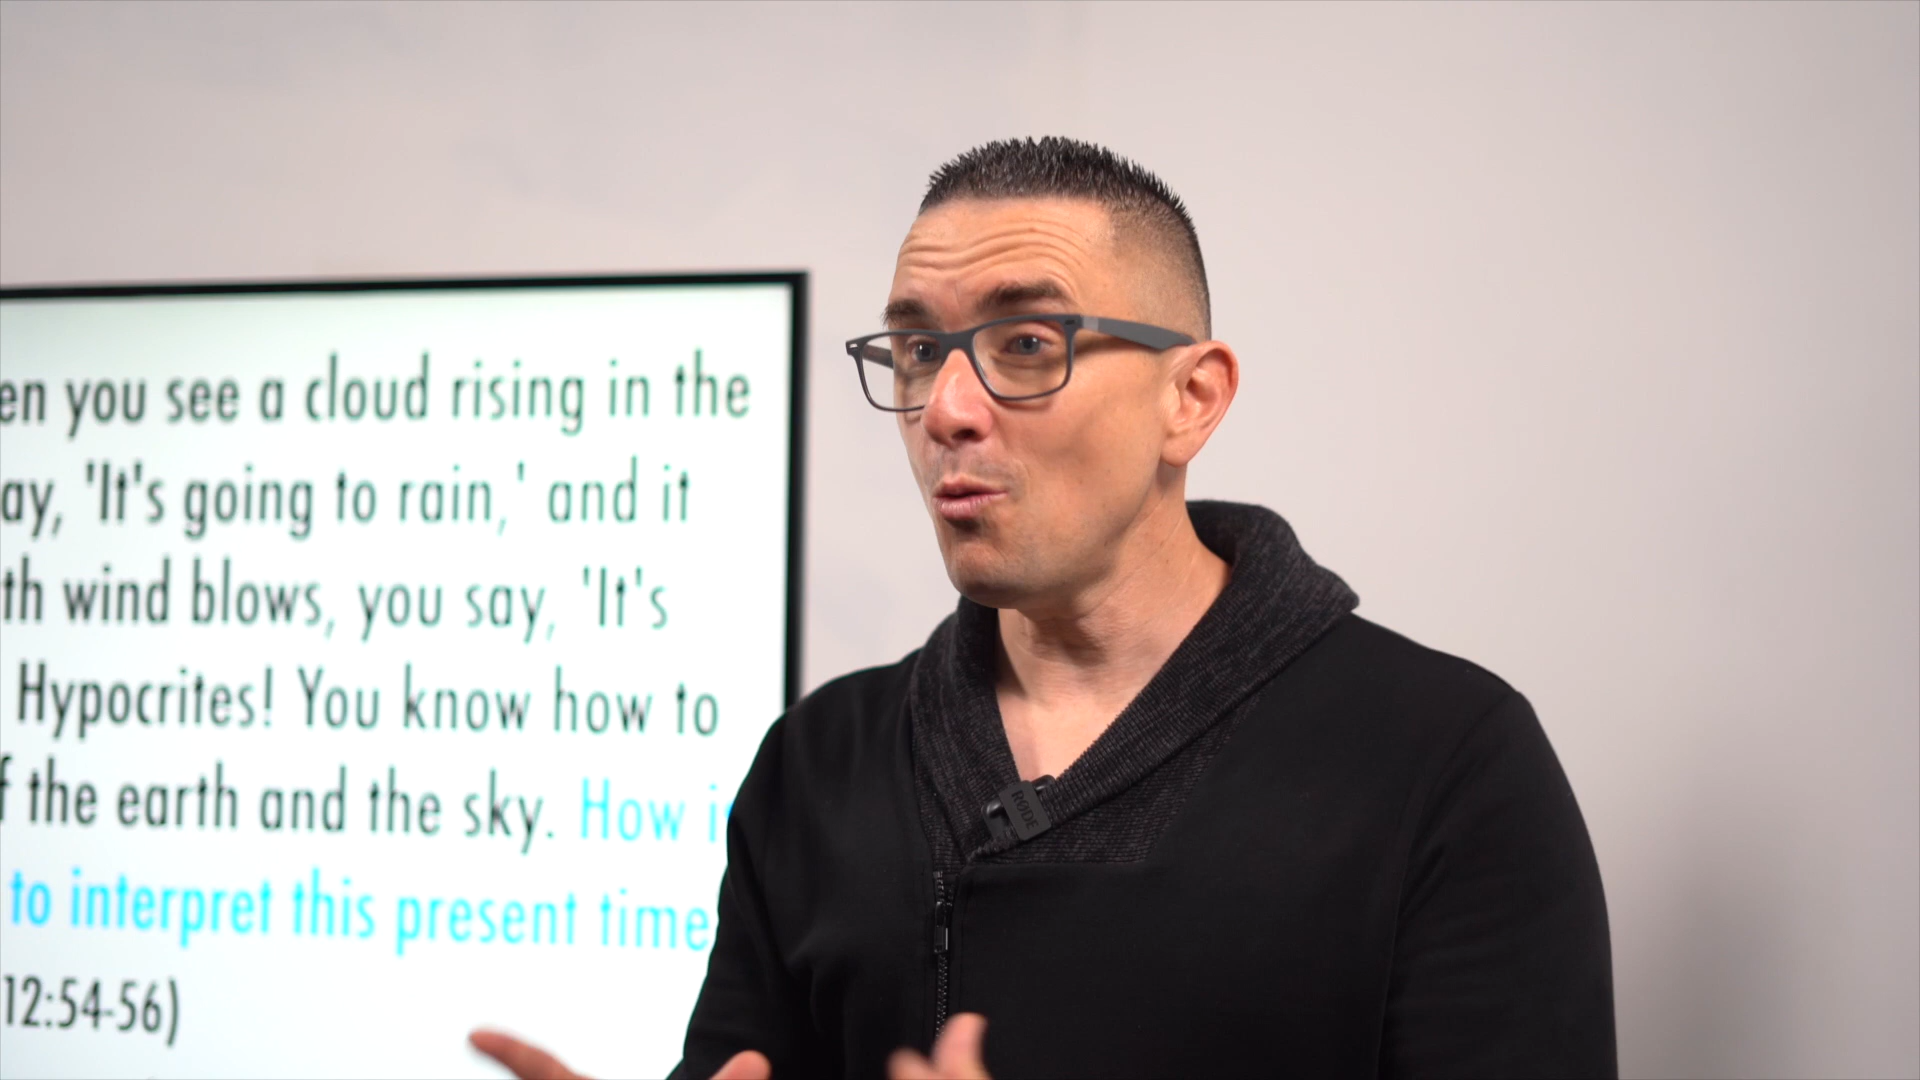 en you see a cloud rising in the
ay, 'It's going to rain,' and it
th wind blows, you say, 'It's
Hypocrites! You know how to
f the earth and the sky. How is
to interpret this present time
12:54-56)
RØDE